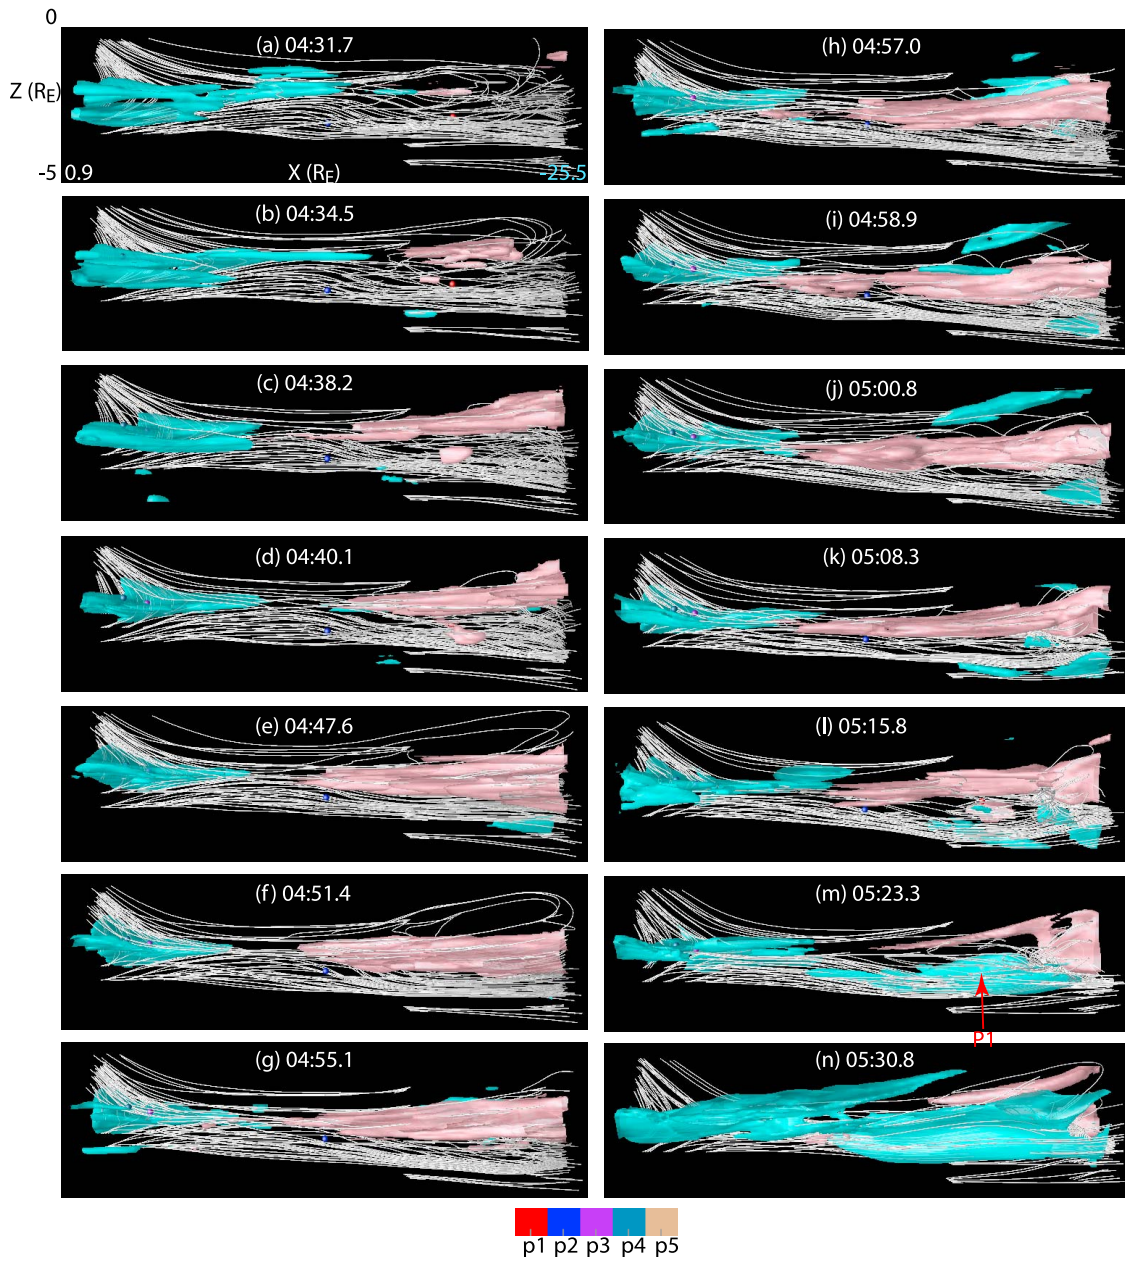 0
Z (RE)
-5
(a) 04:31.7
0.9 X (RE) -25.5
(b) 04:34.5
(c) 04:38.2
(d) 04:40.1
(e) 04:47.6
(f) 04:51.4
(g) 04:55.1
(h) 04:57.0
(i) 04:58.9
(j) 05:00.8
(k) 05:08.3
(l) 05:15.8
(m) 05:23.3
P1
(n) 05:30.8
p1 p2 p3 p4 p5